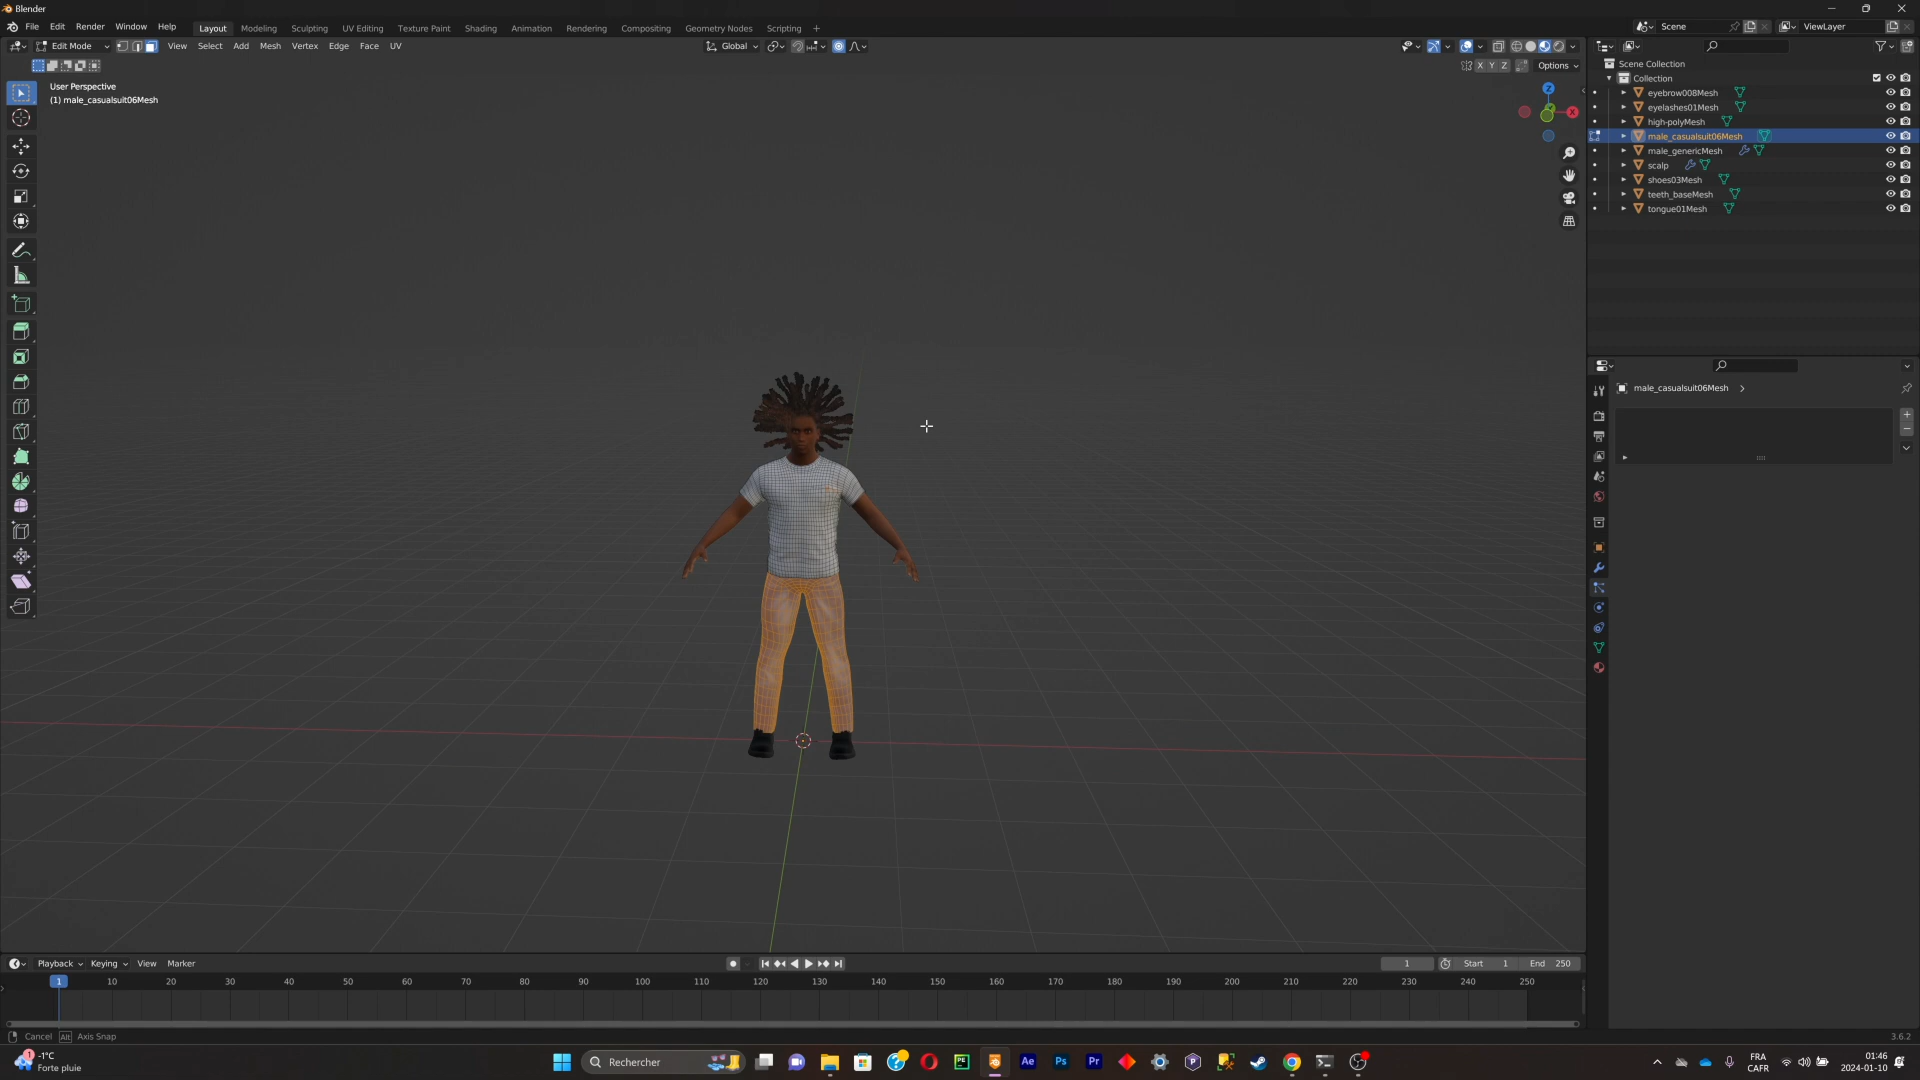 Blender
File Edit Render Window Help
Layout Modeling Sculpting UV Editing Texture Paint Shading Animation Rendering Compositing Geometry Nodes Scripting +
Scene
ViewLayer
Edit Mode View Select Add Mesh Vertex Edge Face UV
Global
X Y Z Options
User Perspective
(1) male_casualsuit06Mesh
Z
X
Scene Collection
Collection
eyebrow008Mesh
eyelashes01Mesh
high-polyMesh
male_casualsuit06Mesh
male_genericMesh
scalp
shoes03Mesh
teeth_baseMesh
tongue01Mesh
male_casualsuit06Mesh
Playback Keying View Marker
1 Start 1 End 250
1 10 20 30 40 50 60 70 80 90 100 110 120 130 140 150 160 170 180 190 200 210 220 230 240 250
Cancel Alt Axis Snap
3.6.2
1 -1°C
Forte pluie
Rechercher
PE Ae Ps Pr
FRA
CAFR
01:46
2024-01-10